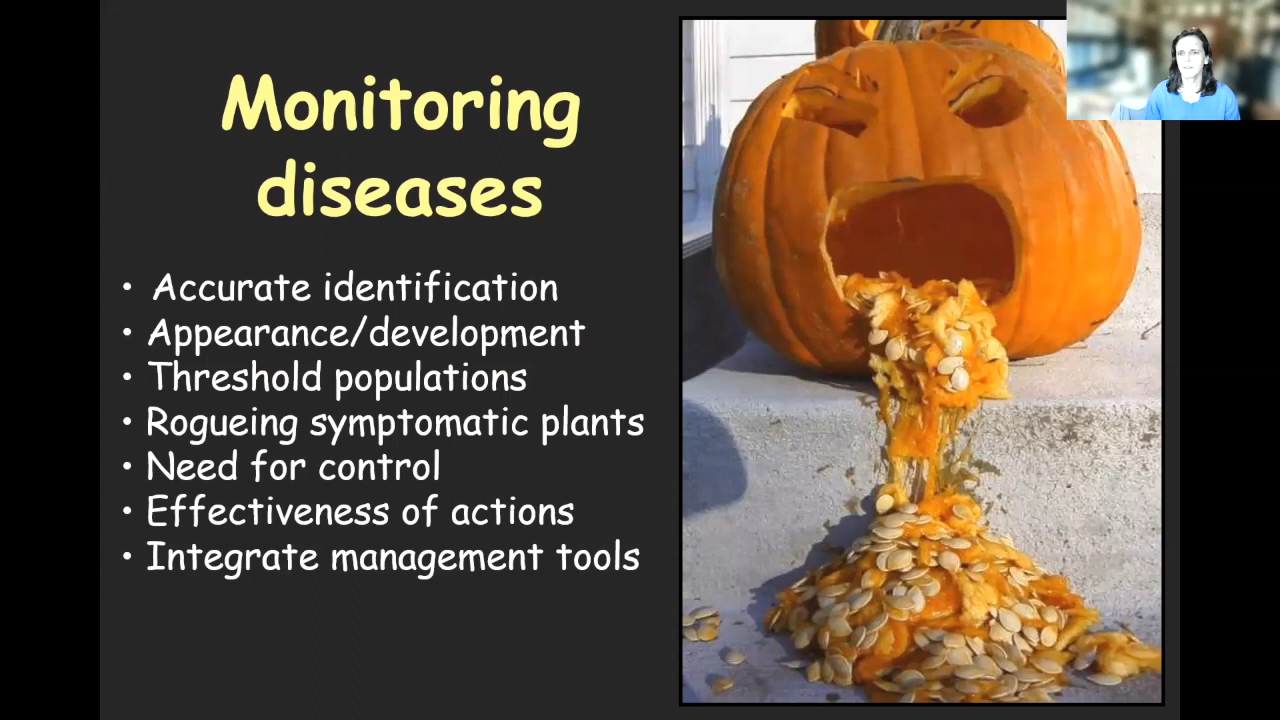 Monitoring
diseases
• Accurate identification
• Appearance/development
• Threshold populations
• Rogueing symptomatic plants
• Need for control
• Effectiveness of actions
• Integrate management tools